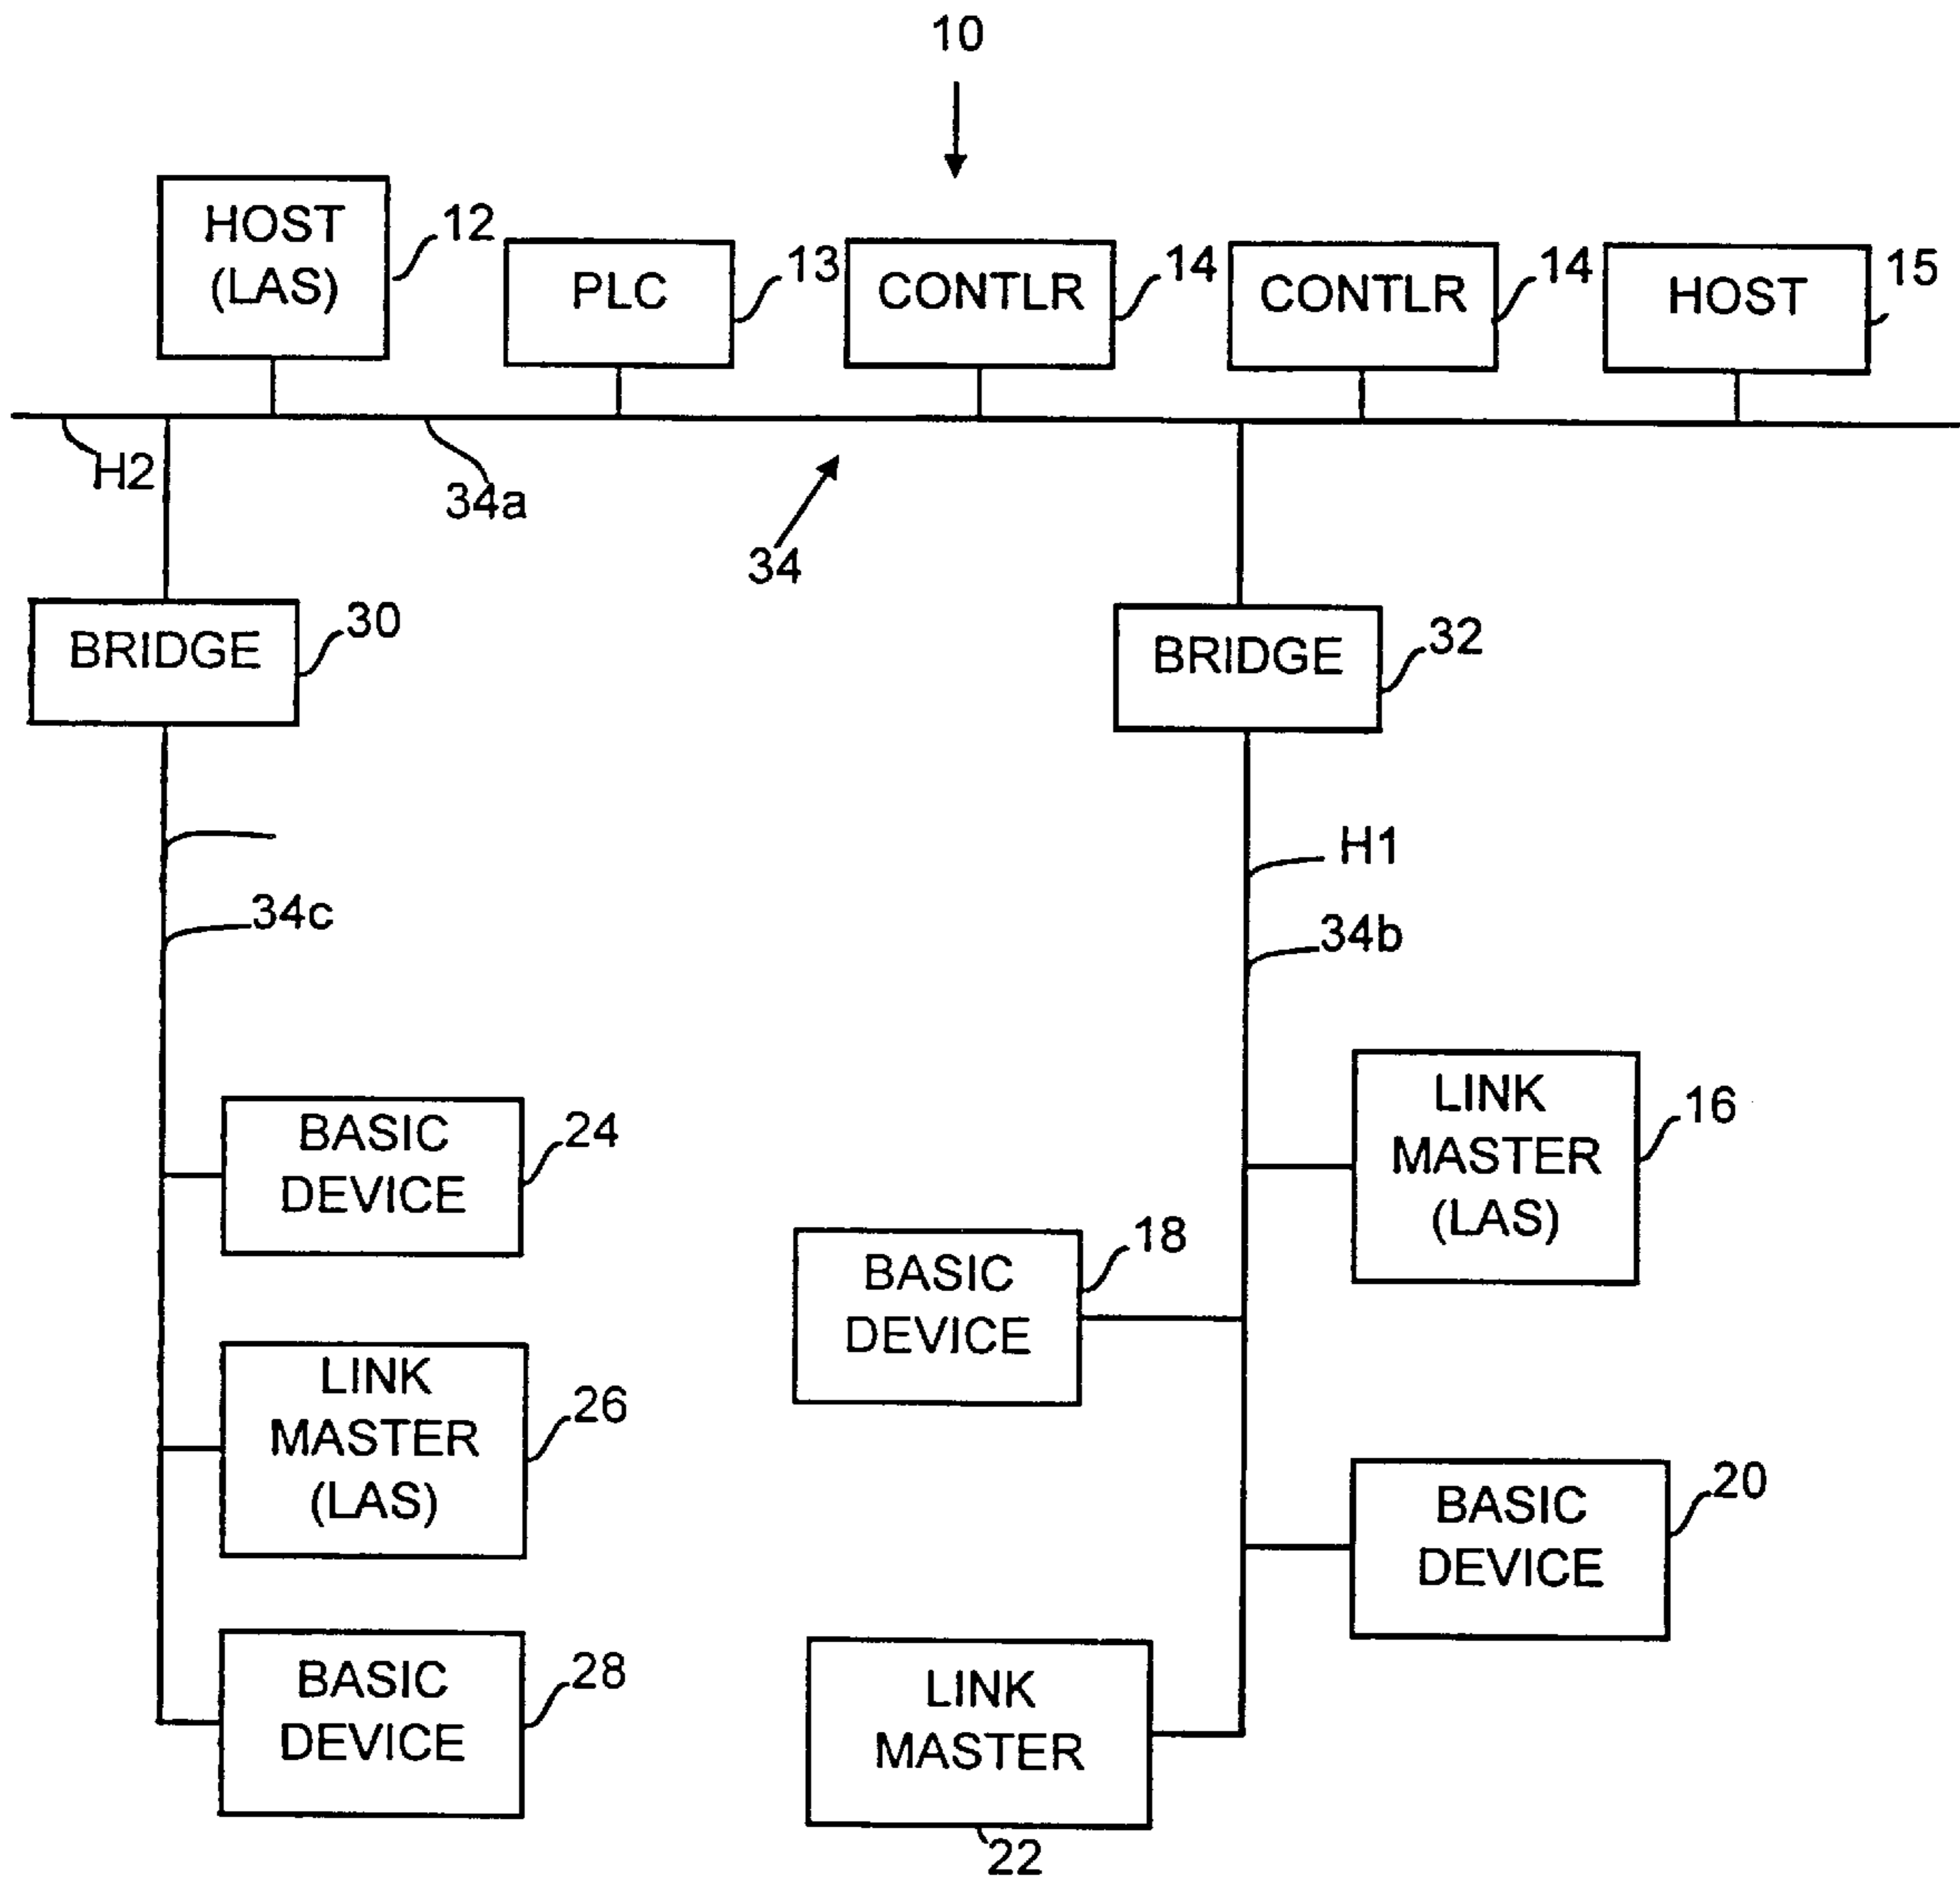 10
HOST
(LAS)
12
PLC
13
CONTLR
14
CONTLR
14
HOST
15
H2
34a
34
BRIDGE
30
BRIDGE
32
H1
34c
34b
BASIC
DEVICE
24
LINK
MASTER
(LAS)
16
BASIC
DEVICE
18
LINK
MASTER
(LAS)
26
BASIC
DEVICE
20
BASIC
DEVICE
28
LINK
MASTER
22